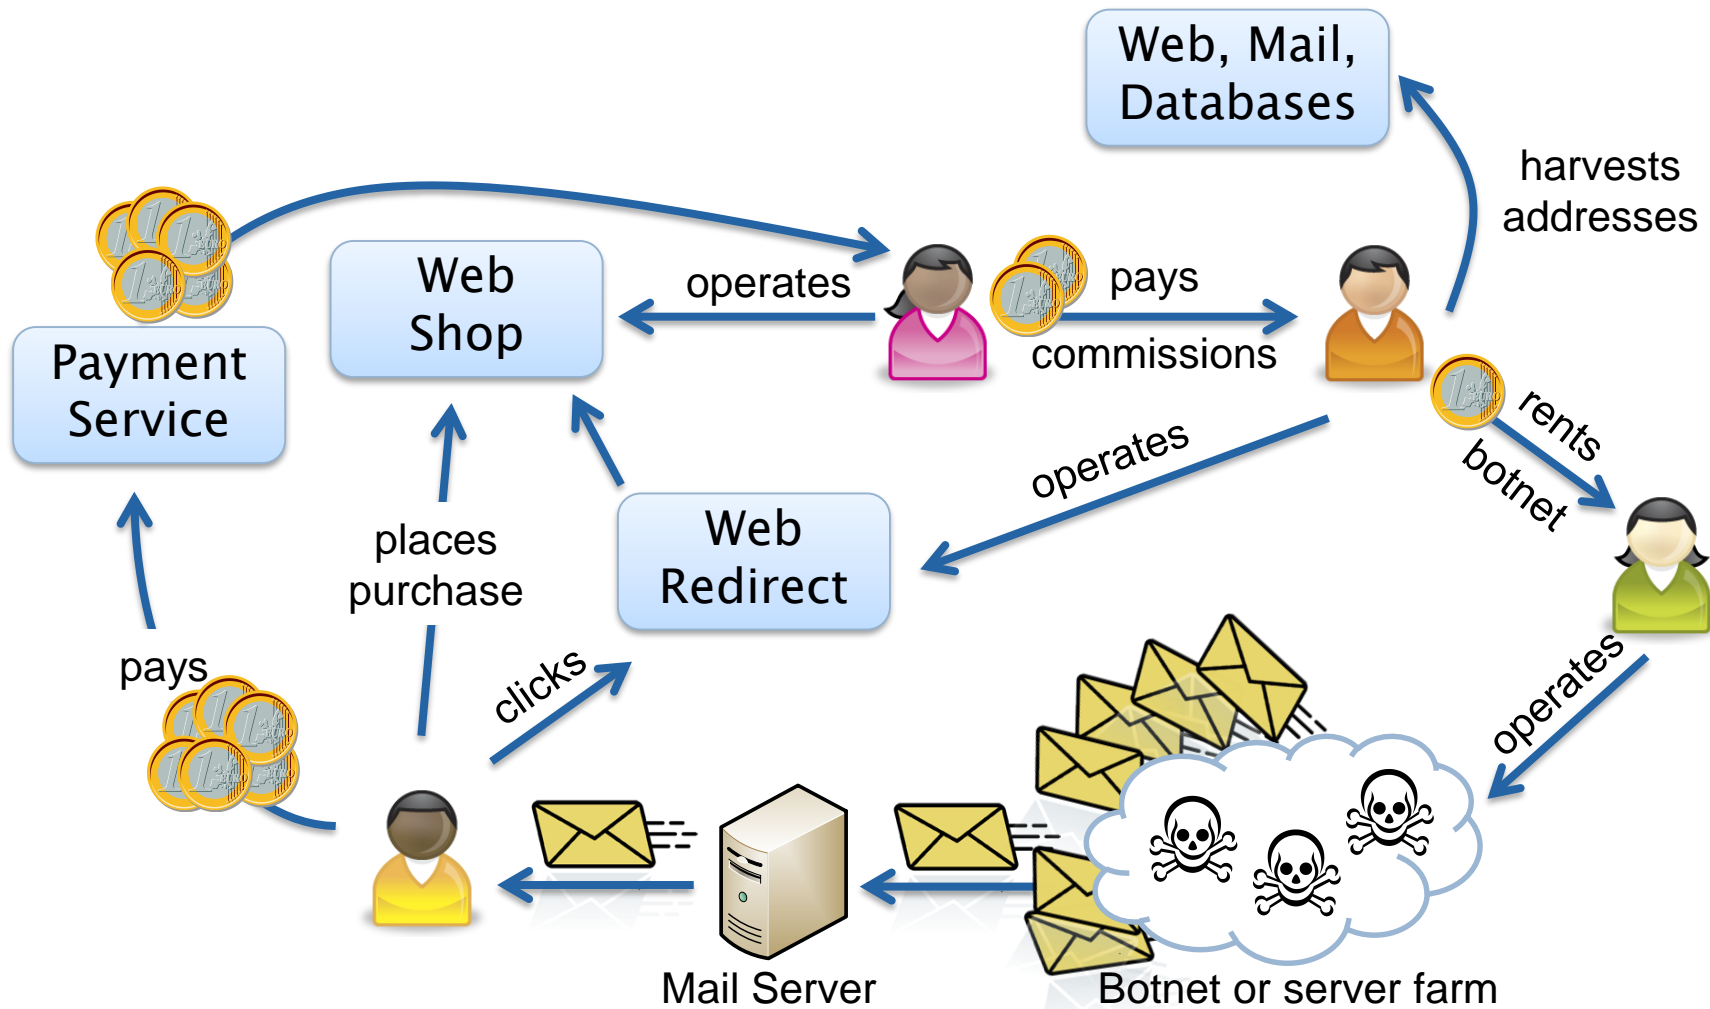 Web, Mail,
Databases
harvests
addresses
Web
Shop
operates
pays
commissions
Payment
Service
rents
botnet
operates
places
purchase
Web
Redirect
pays
clicks
operates
Mail Server
Botnet or server farm